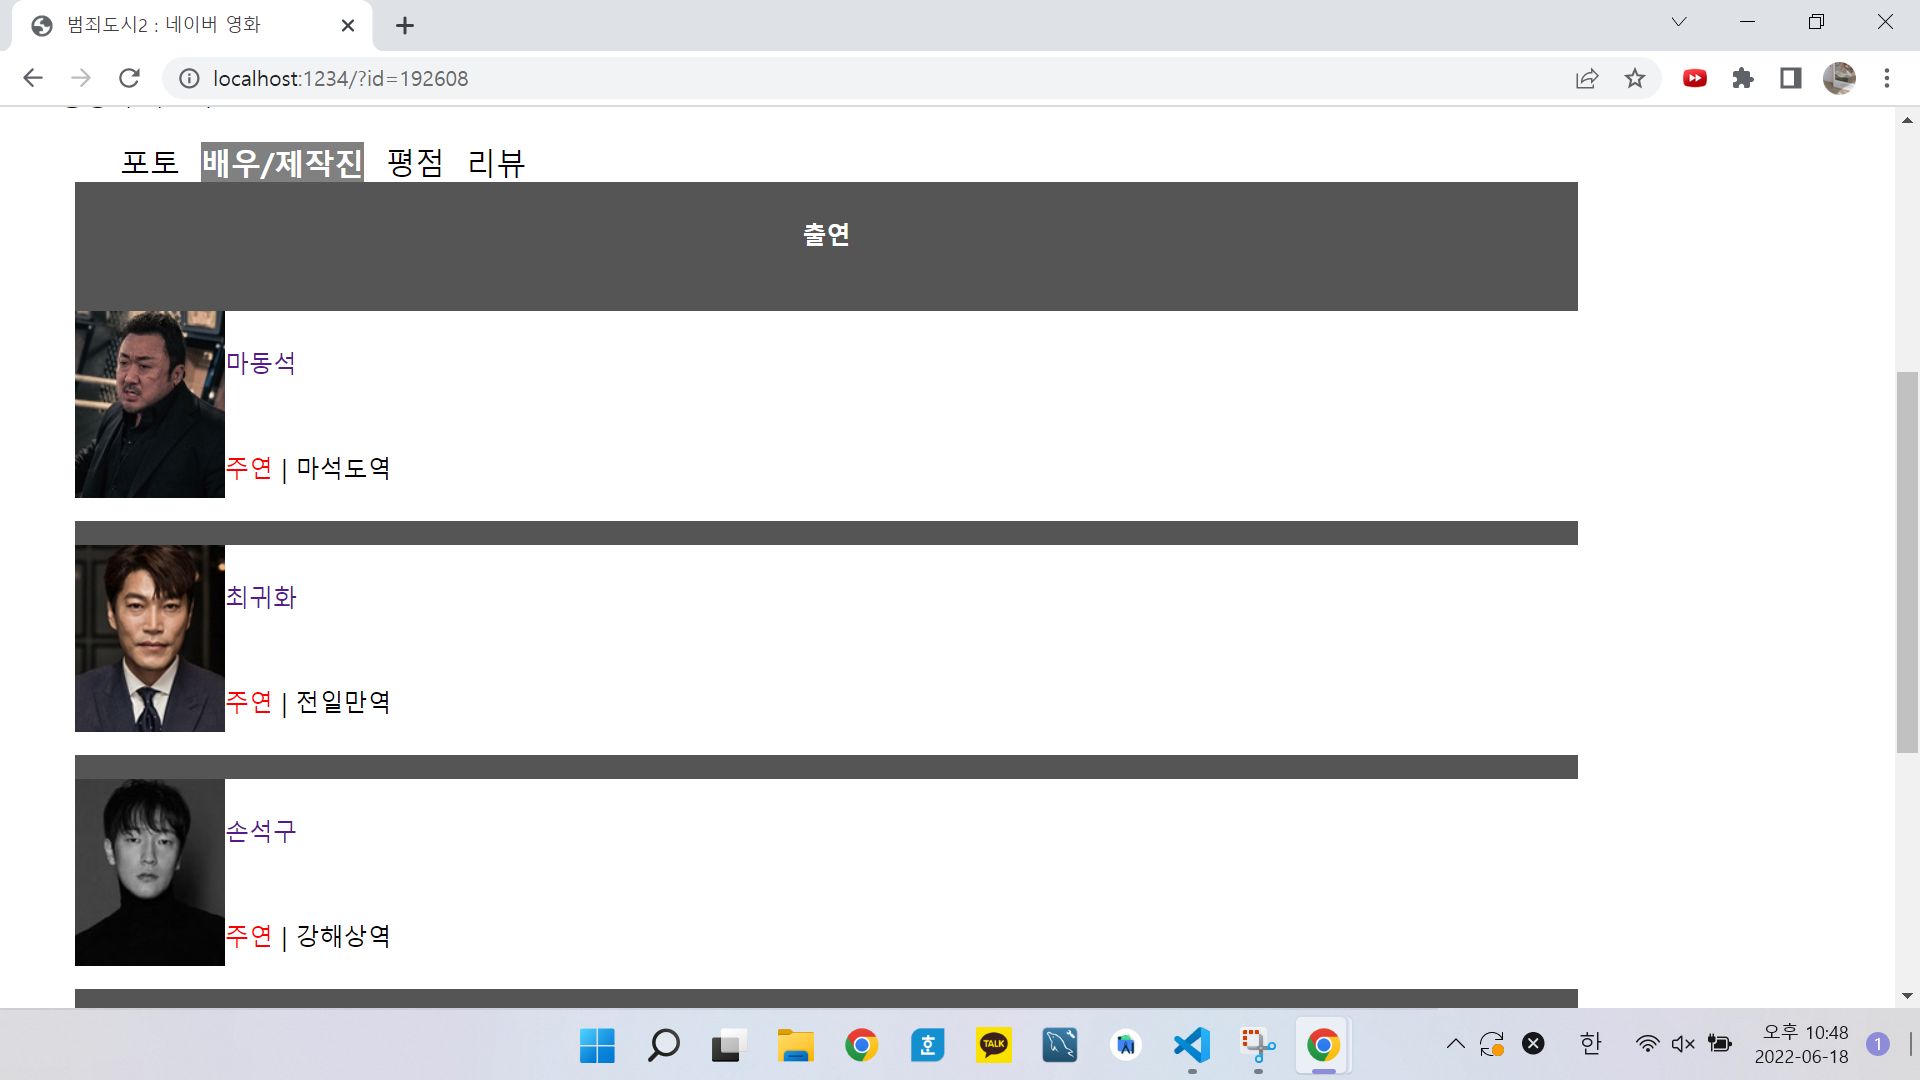 범죄도시2 : 네이버 영화
localhost:1234/?id=192608
포토 배우/제작진 평점 리뷰
출연
마동석
주연 | 마석도역
최귀화
주연 | 전일만역
손석구
주연 | 강해상역
호
TALK
AI
한
오후 10:48
2022-06-18
1